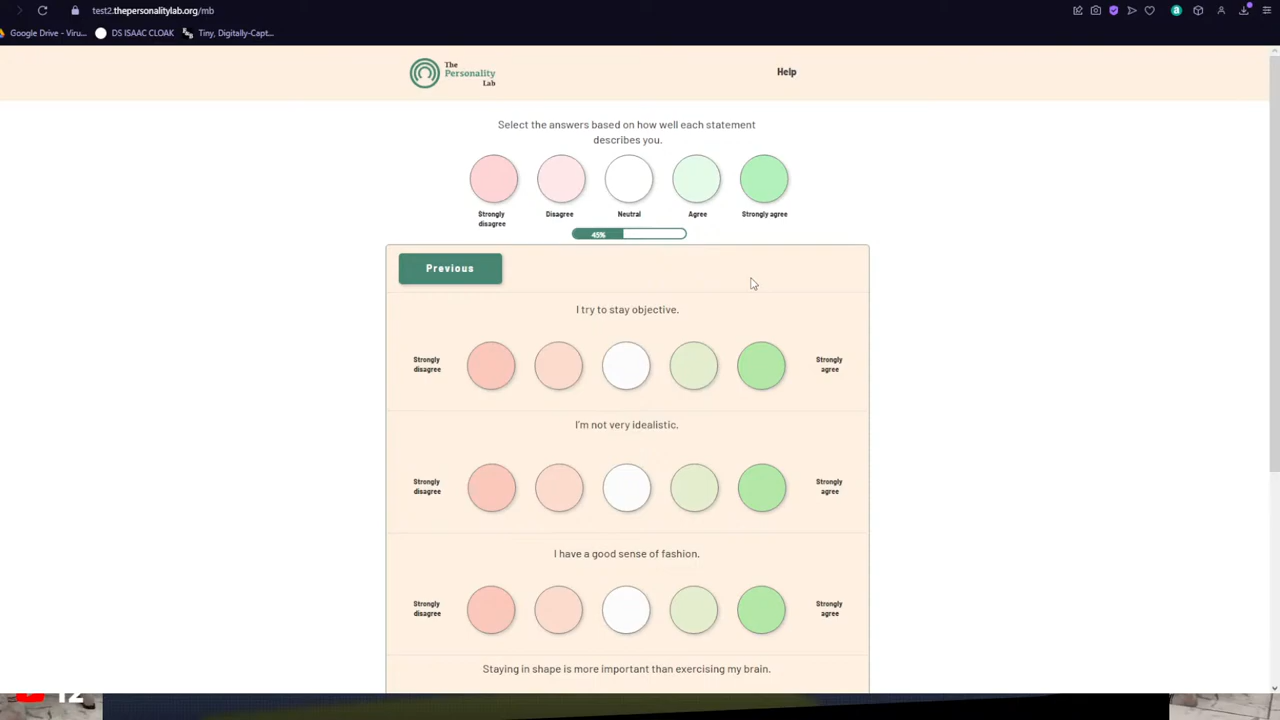 test2.thepersonalitylab.org/mb
Google Drive - Viru...
DS ISAAC CLOAK
Tiny, Digitally-Capt...
The
Personality
Lab
Help
Select the answers based on how well each statement
describes you.
Strongly
disagree
Disagree
Neutral
Agree
Strongly agree
45%
Previous
I try to stay objective.
Strongly
disagree
Strongly
agree
I'm not very idealistic.
Strongly
disagree
Strongly
agree
I have a good sense of fashion.
Strongly
disagree
Strongly
agree
Staying in shape is more important than exercising my brain.
12